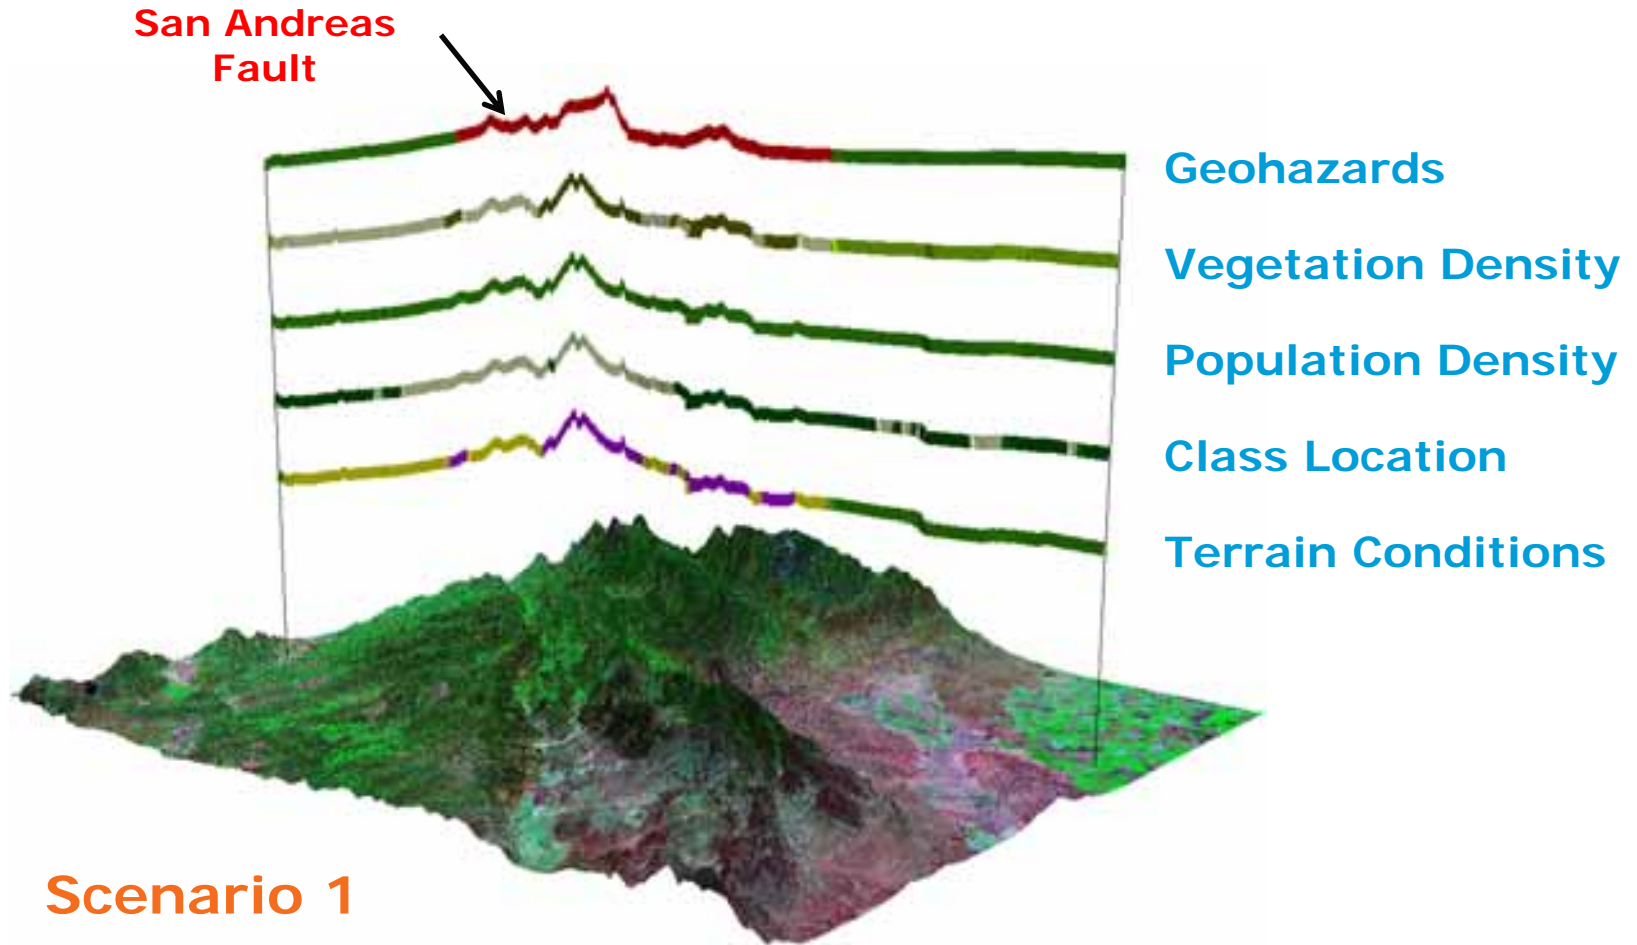 San Andreas
Fault
Geohazards
Vegetation Density
Population Density
Class Location
Terrain Conditions
Scenario 1